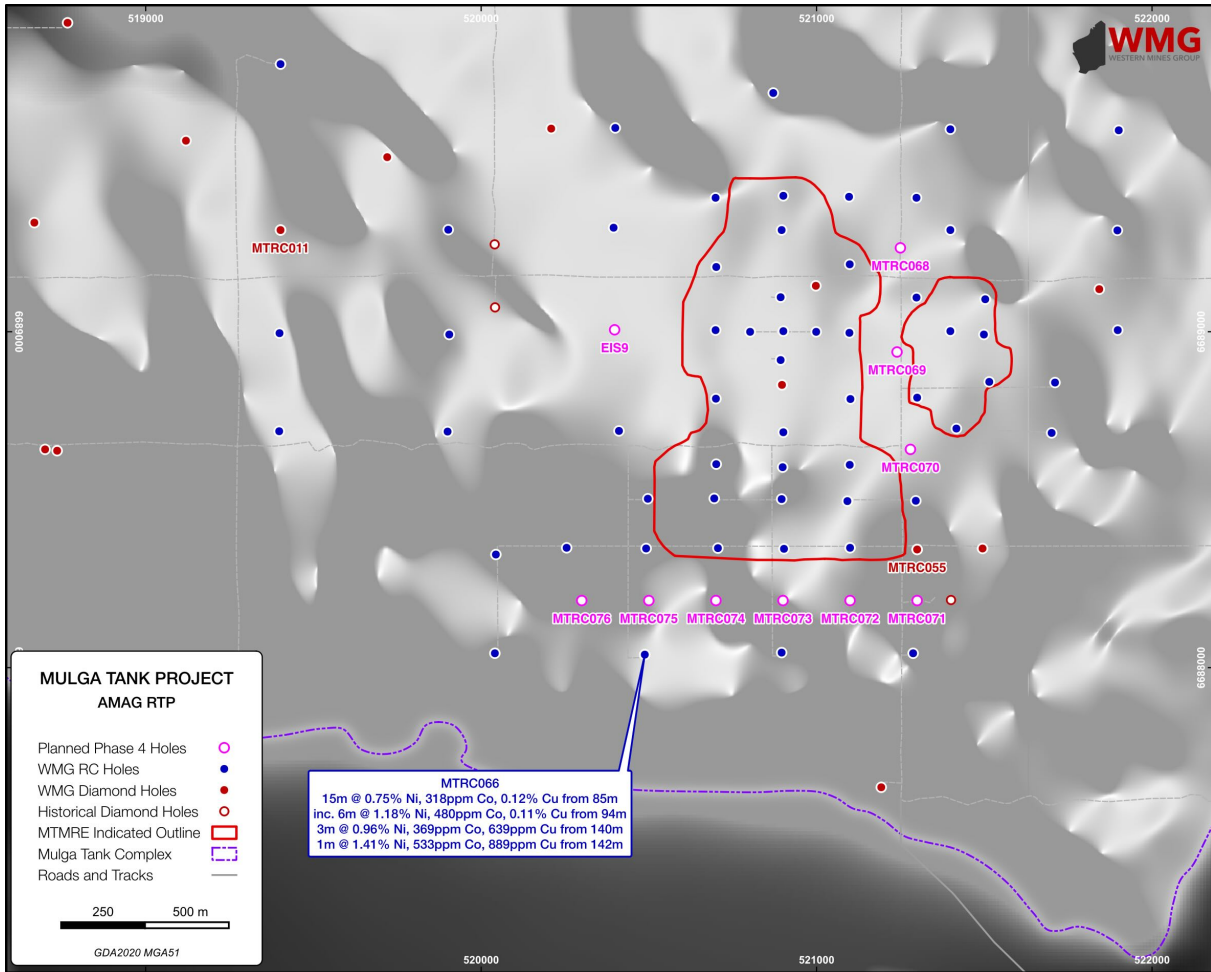 519000
520000
521000
522000
WMG
WESTERN MINES GROUP
MTRC011
MTRC068
6689000
EIS9
6689000
MTRC069
MTRC070
MTRC055
MTRC076
MTRC075
MTRC074
MTRC073
MTRC072
MTRC071
6688000
MULGA TANK PROJECT
AMAG RTP
Planned Phase 4 Holes
WMG RC Holes
WMG Diamond Holes
Historical Diamond Holes
MTMRE Indicated Outline
Mulga Tank Complex
Roads and Tracks
250
500 m
GDA2020 MGA51
MTRC066
15m @ 0.75% Ni, 318ppm Co, 0.12% Cu from 85m
inc. 6m @ 1.18% Ni, 480ppm Co, 0.11% Cu from 94m
3m @ 0.96% Ni, 369ppm Co, 639ppm Cu from 140m
1m @ 1.41% Ni, 533ppm Co, 889ppm Cu from 142m
520000
521000
522000